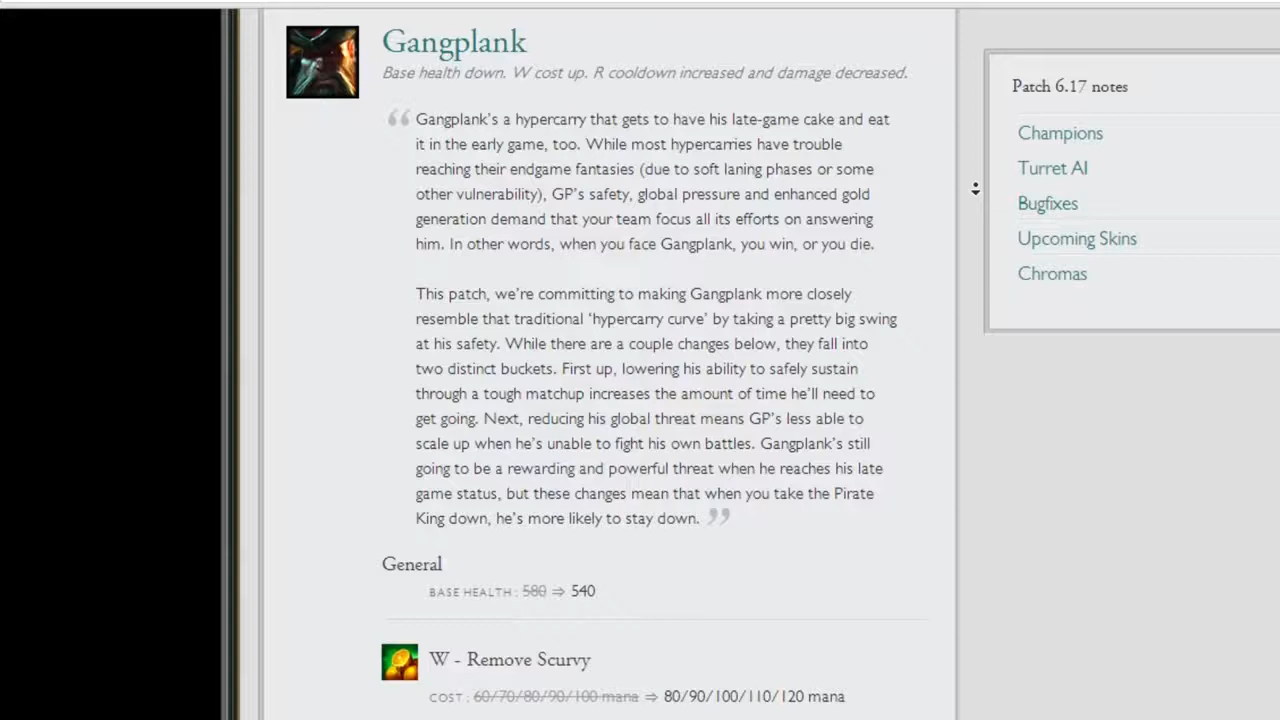 Gangplank
Base health down. W cost up. R cooldown increased and damage decreased.
“ Gangplank’s a hypercarry that gets to have his late-game cake and eat
it in the early game, too. While most hypercarries have trouble
reaching their endgame fantasies (due to soft laning phases or some
other vulnerability), GP’s safety, global pressure and enhanced gold
generation demand that your team focus all its efforts on answering
him. In other words, when you face Gangplank, you win, or you die.
This patch, we’re committing to making Gangplank more closely
resemble that traditional ‘hypercarry curve’ by taking a pretty big swing
at his safety. While there are a couple changes below, they fall into
two distinct buckets. First up, lowering his ability to safely sustain
through a tough matchup increases the amount of time he’ll need to
get going. Next, reducing his global threat means GP’s less able to
scale up when he’s unable to fight his own battles. Gangplank’s still
going to be a rewarding and powerful threat when he reaches his late
game status, but these changes mean that when you take the Pirate
King down, he’s more likely to stay down. ”
General
BASE HEALTH : 580 ⇒ 540
W - Remove Scurvy
COST : 60/70/80/90/100 mana ⇒ 80/90/100/110/120 mana
Patch 6.17 notes
Champions
Turret AI
Bugfixes
Upcoming Skins
Chromas